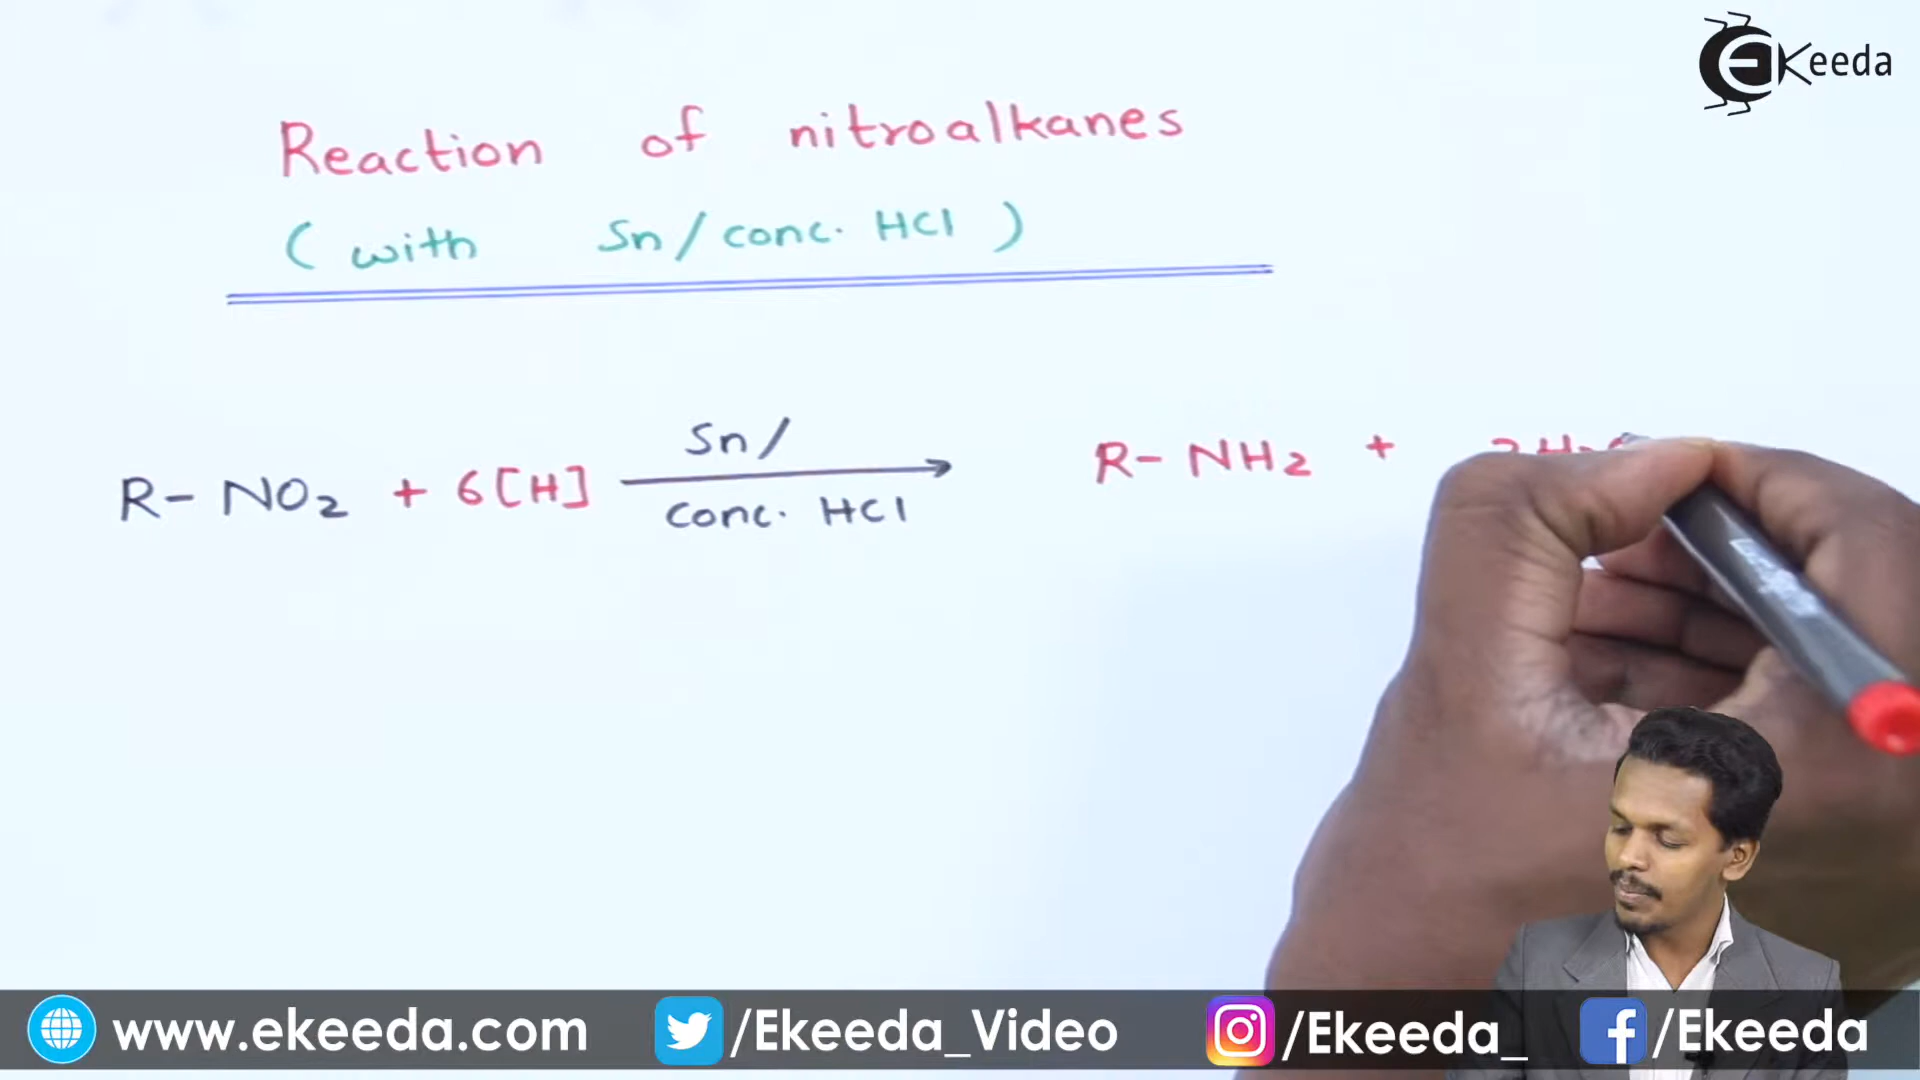 EKeeda
Reaction of nitroalkanes
(with Sn/conc. HCl)
R-NO₂ + 6[H] Sn/ conc. HCl → R-NH₂ +
www.ekeeda.com /Ekeeda_Video /Ekeeda_ /Ekeeda